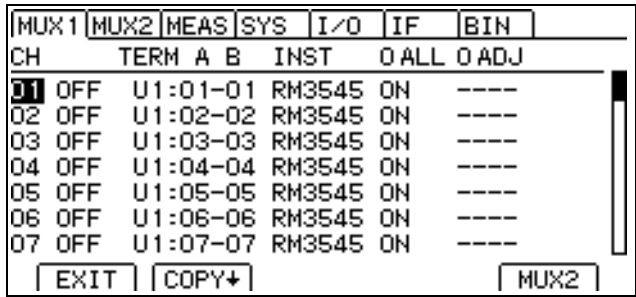 MUX1 MUX2 MEAS SYS I/O IF BIN
CH TERM A B INST 0 ALL 0 ADJ
01 OFF U1:01-01 RM3545 ON ----
02 OFF U1:02-02 RM3545 ON ----
03 OFF U1:03-03 RM3545 ON ----
04 OFF U1:04-04 RM3545 ON ----
05 OFF U1:05-05 RM3545 ON ----
06 OFF U1:06-06 RM3545 ON ----
07 OFF U1:07-07 RM3545 ON ----
EXIT COPY↓ MUX2